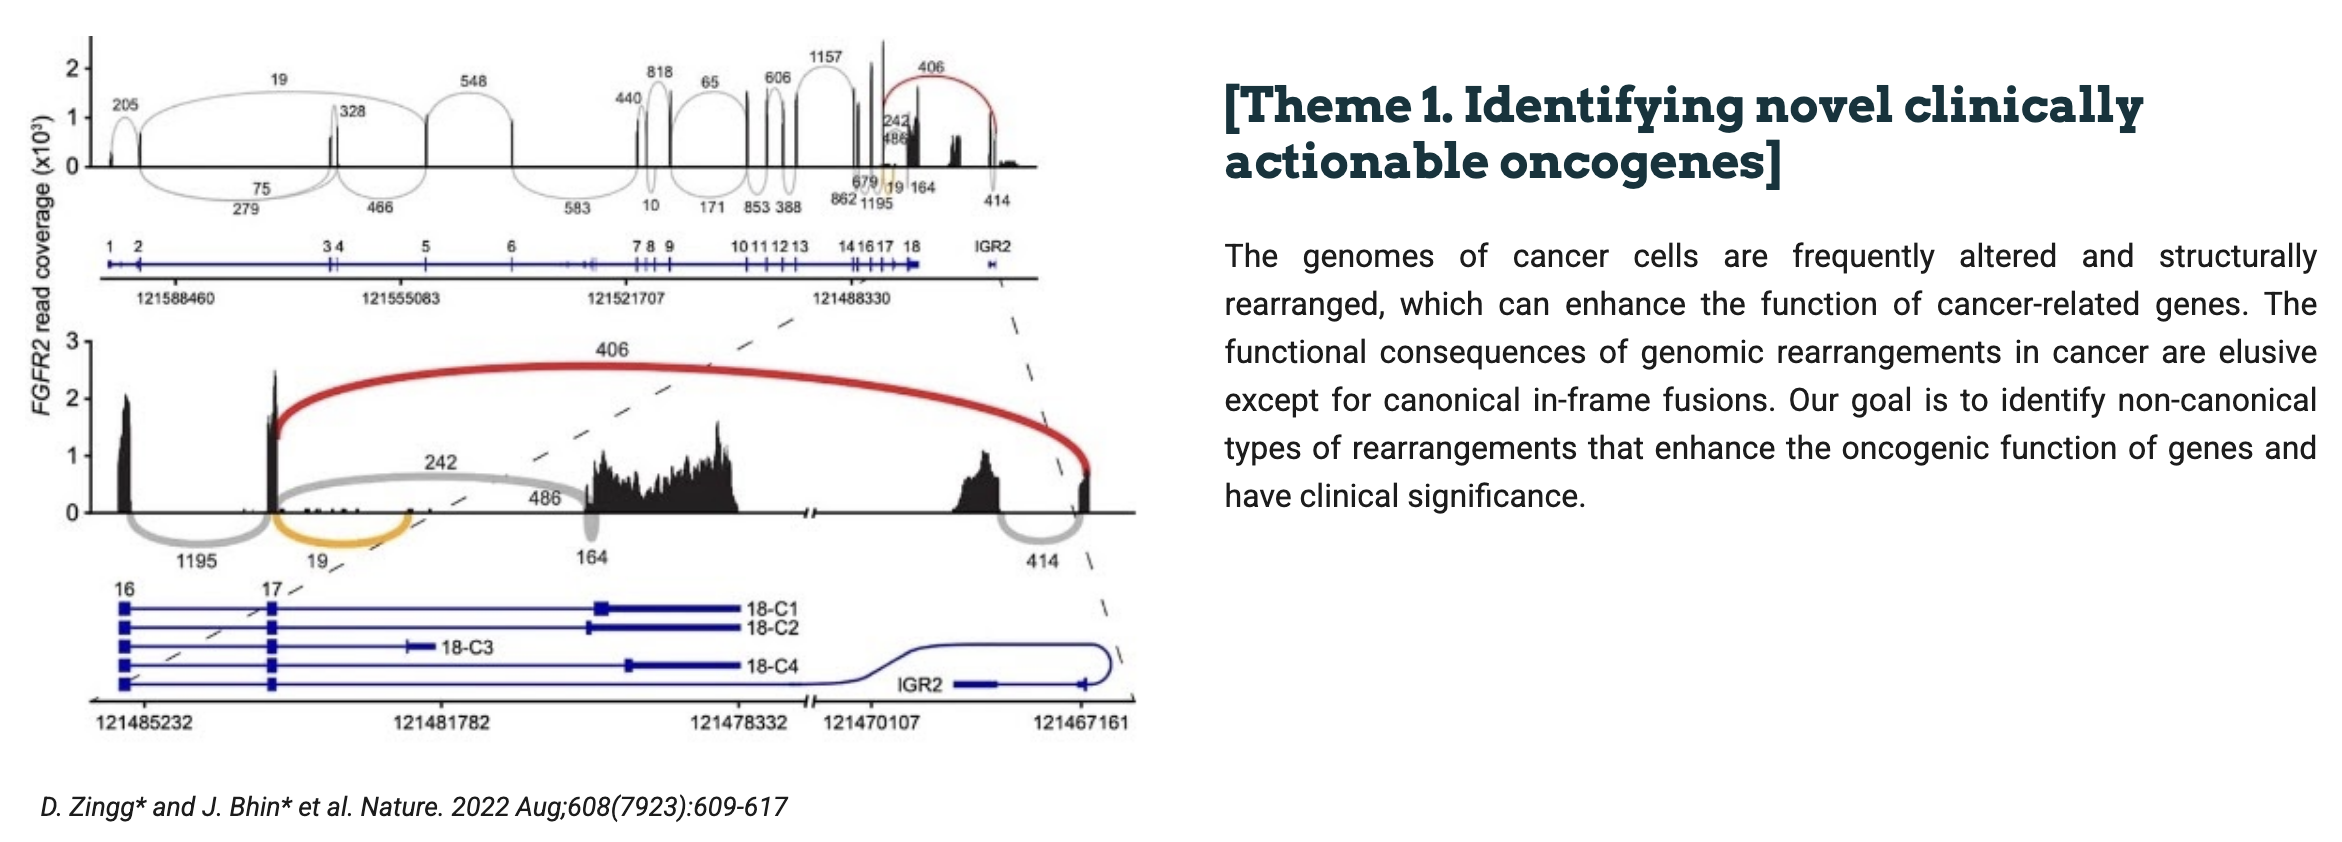 FGFR2 read coverage (x10³)
2
1
0
205
19
328
548
440
818
65
606
1157
406
242
486
75
279
466
583
10
171
853
388
862
679
1195
19
164
414
1 2 3 4 5 6 7 8 9 10 11 12 13 14 16 17 18 IGR2
121588460 121555083 121521707 121488330
3
2
1
0
406
242
486
1195
19
164
414
16 17
18-C1
18-C2
18-C3
18-C4
IGR2
121485232 121481782 121478332 121470107 121467161
D. Zingg* and J. Bhin* et al. Nature. 2022 Aug;608(7923):609-617
[Theme 1. Identifying novel clinically
actionable oncogenes]
The genomes of cancer cells are frequently altered and structurally
rearranged, which can enhance the function of cancer-related genes. The
functional consequences of genomic rearrangements in cancer are elusive
except for canonical in-frame fusions. Our goal is to identify non-canonical
types of rearrangements that enhance the oncogenic function of genes and
have clinical significance.